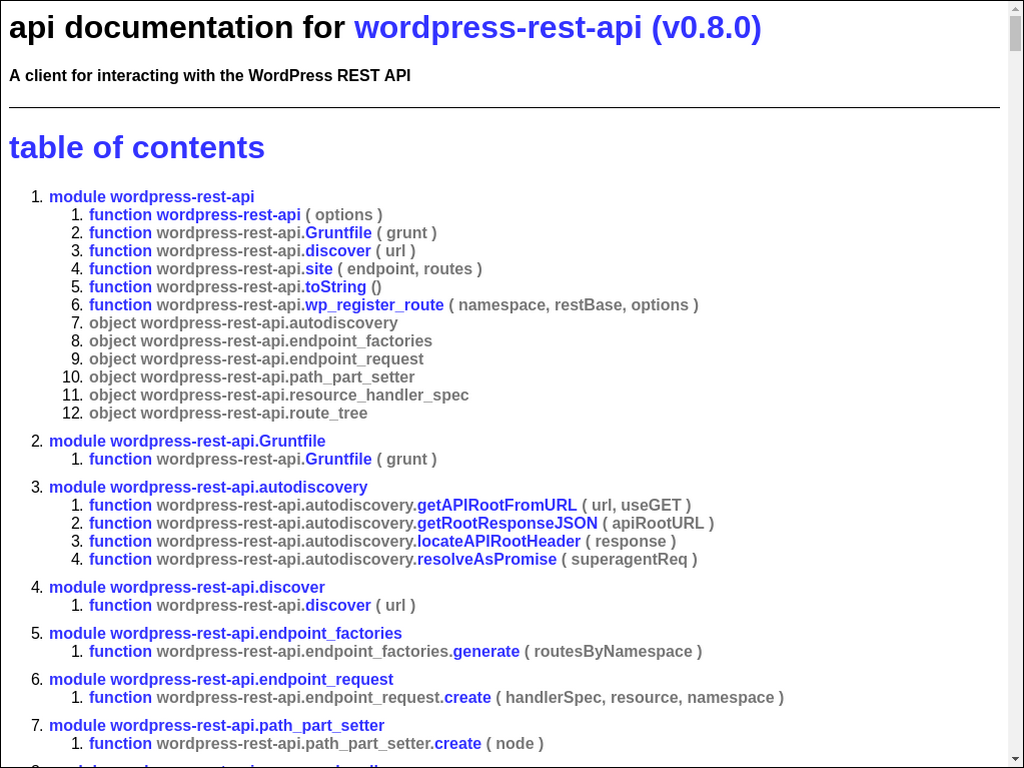 api documentation for wordpress-rest-api (v0.8.0)
A client for interacting with the WordPress REST API
table of contents
1. module wordpress-rest-api
1. function wordpress-rest-api ( options )
2. function wordpress-rest-api.Gruntfile ( grunt )
3. function wordpress-rest-api.discover ( url )
4. function wordpress-rest-api.site ( endpoint, routes )
5. function wordpress-rest-api.toString ()
6. function wordpress-rest-api.wp_register_route ( namespace, restBase, options )
7. object wordpress-rest-api.autodiscovery
8. object wordpress-rest-api.endpoint_factories
9. object wordpress-rest-api.endpoint_request
10. object wordpress-rest-api.path_part_setter
11. object wordpress-rest-api.resource_handler_spec
12. object wordpress-rest-api.route_tree
2. module wordpress-rest-api.Gruntfile
1. function wordpress-rest-api.Gruntfile ( grunt )
3. module wordpress-rest-api.autodiscovery
1. function wordpress-rest-api.autodiscovery.getAPIRootFromURL ( url, useGET )
2. function wordpress-rest-api.autodiscovery.getRootResponseJSON ( apiRootURL )
3. function wordpress-rest-api.autodiscovery.locateAPIRootHeader ( response )
4. function wordpress-rest-api.autodiscovery.resolveAsPromise ( superagentReq )
4. module wordpress-rest-api.discover
1. function wordpress-rest-api.discover ( url )
5. module wordpress-rest-api.endpoint_factories
1. function wordpress-rest-api.endpoint_factories.generate ( routesByNamespace )
6. module wordpress-rest-api.endpoint_request
1. function wordpress-rest-api.endpoint_request.create ( handlerSpec, resource, namespace )
7. module wordpress-rest-api.path_part_setter
1. function wordpress-rest-api.path_part_setter.create ( node )